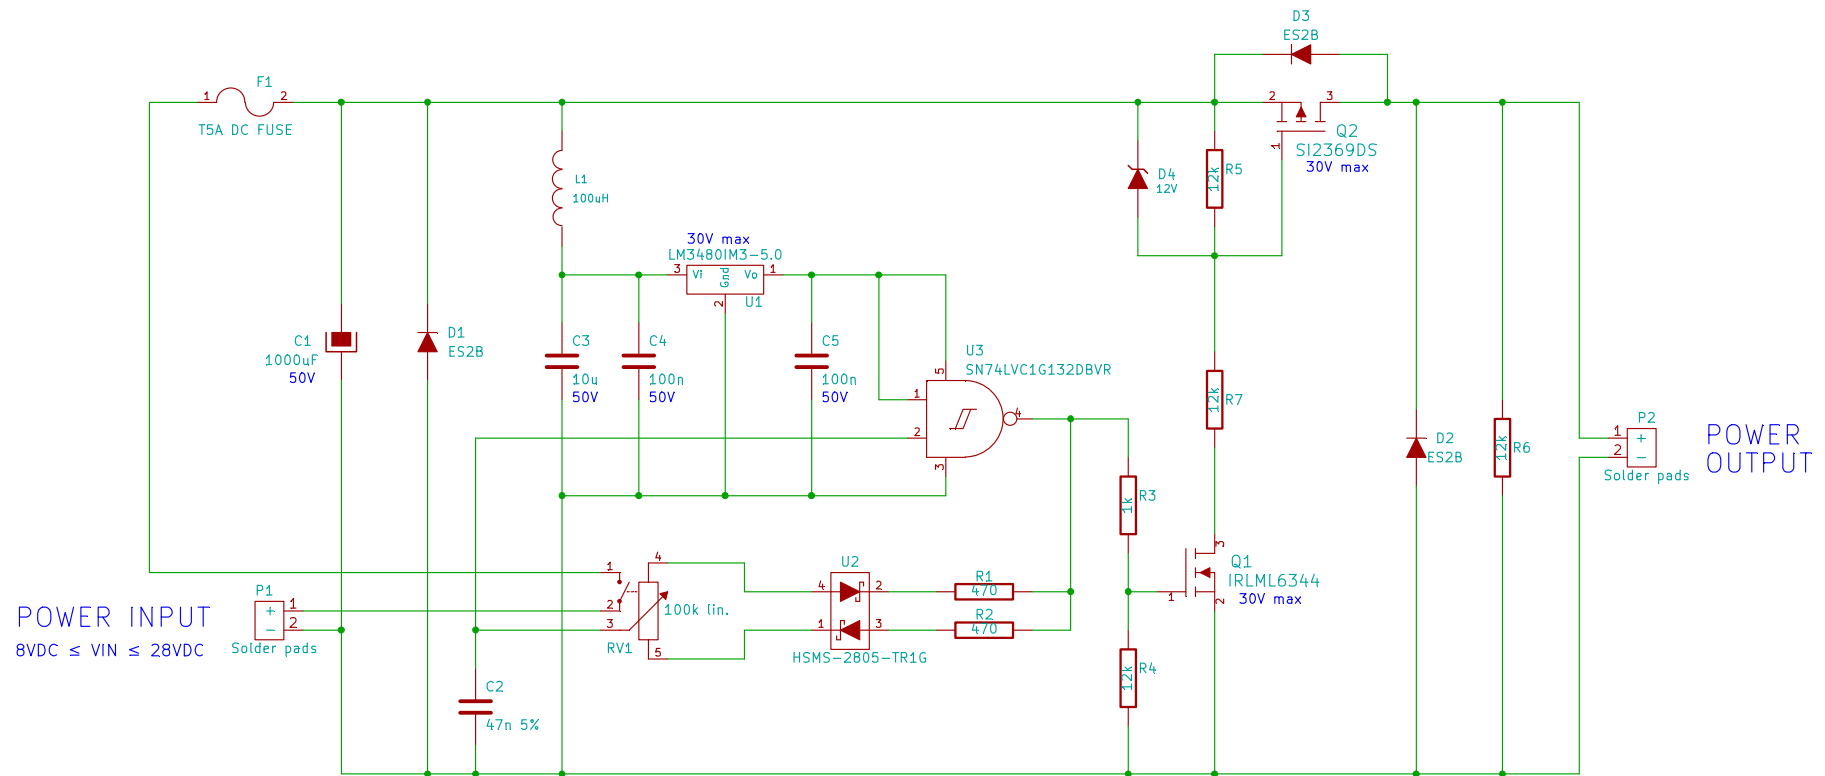 D3
ES2B
F1
1
2
T5A DC FUSE
2
3
Q2
SI2369DS
30V max
1
D4
12V
R5
12k
L1
100uH
30V max
LM3480IM3-5.0
3
Vi
Gnd
Vo
1
2
U1
C1
1000uF
50V
D1
ES2B
C3
10u
50V
C4
100n
50V
C5
100n
50V
U3
SN74LVC1G132DBVR
5
1
2
4
3
R7
12k
D2
ES2B
R6
12k
P2
1
+
2
-
Solder pads
POWER
OUTPUT
R3
1k
Q1
IRLML6344
30V max
3
1
2
P1
+
1
-
2
Solder pads
POWER INPUT
8VDC ≤ VIN ≤ 28VDC
1
2
3
4
5
100k lin.
RV1
U2
4
2
1
3
HSMS-2805-TR1G
R1
470
R2
470
R4
12k
C2
47n 5%